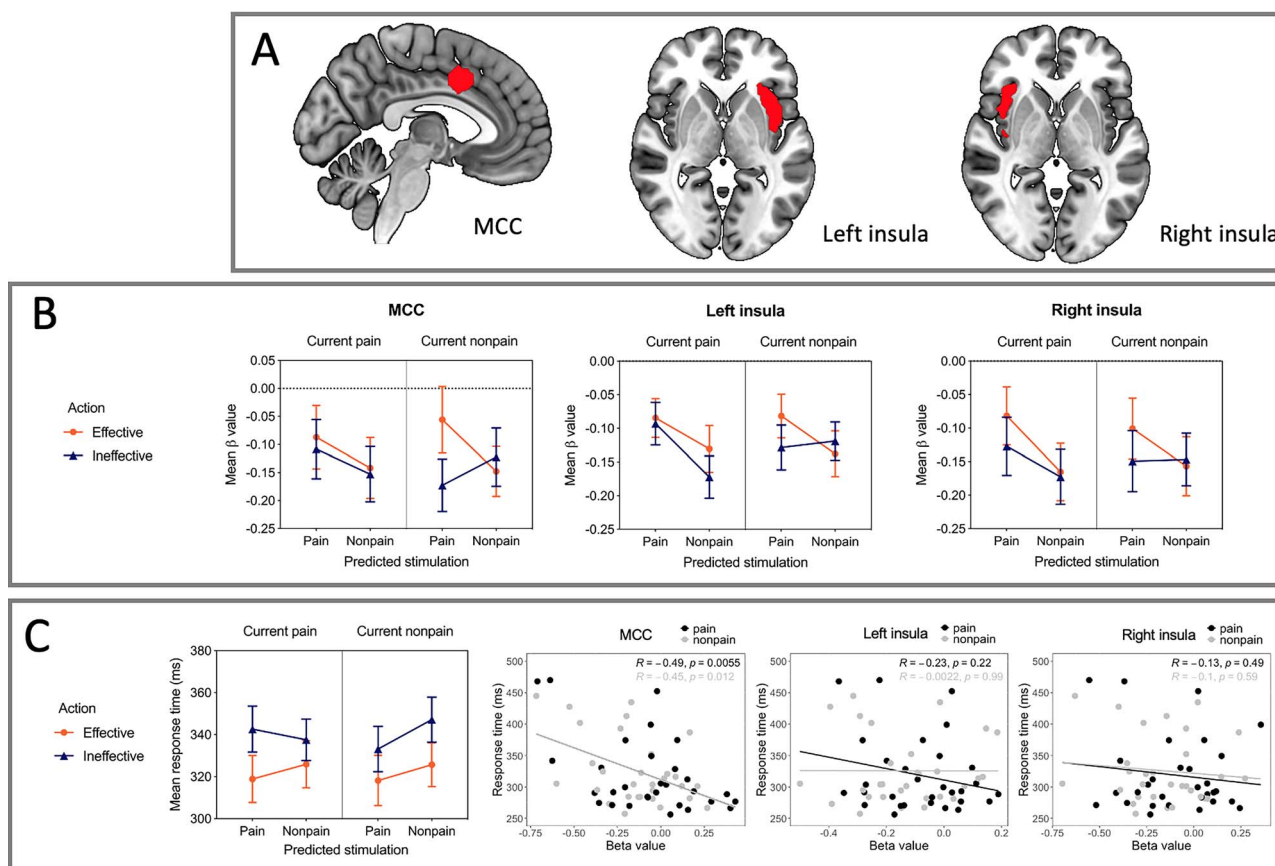 A
MCC
Left insula
Right insula
B
MCC
Left insula
Right insula
Current pain
Current nonpain
Current pain
Current nonpain
Current pain
Current nonpain
Action
Effective
Ineffective
Mean β value
0.05
0.00
-0.05
-0.10
-0.15
-0.20
-0.25
Pain
Nonpain
Pain
Nonpain
Predicted stimulation
Mean β value
0.00
-0.05
-0.10
-0.15
-0.20
-0.25
Pain
Nonpain
Pain
Nonpain
Predicted stimulation
Mean β value
0.00
-0.05
-0.10
-0.15
-0.20
-0.25
Pain
Nonpain
Pain
Nonpain
Predicted stimulation
C
Action
Effective
Ineffective
Current pain
Current nonpain
Mean response time (ms)
380
360
340
320
300
Pain
Nonpain
Pain
Nonpain
Predicted stimulation
MCC
pain
nonpain
R = −0.49, p = 0.0055
R = −0.45, p = 0.012
Response time (ms)
500
450
400
350
300
250
-0.75
-0.50
-0.25
0.00
0.25
Beta value
Left insula
pain
nonpain
R = −0.23, p = 0.22
R = −0.0022, p = 0.99
Response time (ms)
500
450
400
350
300
250
-0.4
-0.2
0.0
0.2
Beta value
Right insula
pain
nonpain
R = −0.13, p = 0.49
R = −0.1, p = 0.59
Response time (ms)
500
450
400
350
300
250
-0.75
-0.50
-0.25
0.00
0.25
Beta value